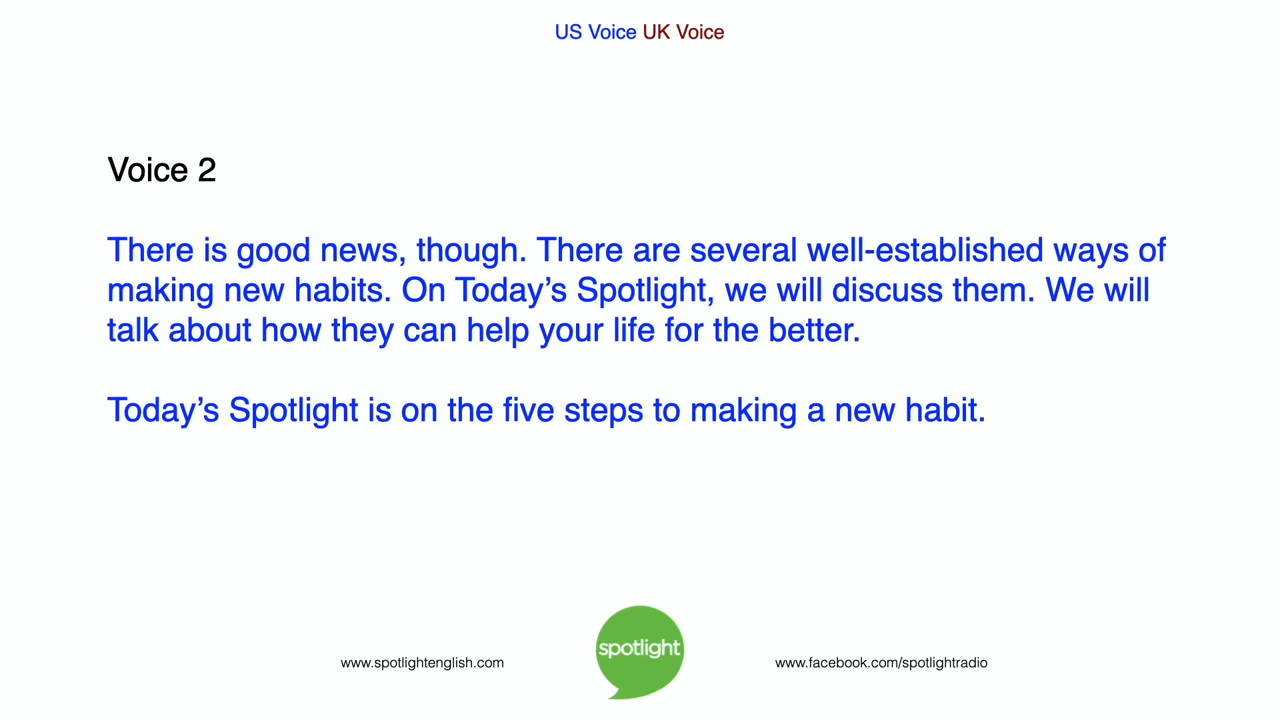 US Voice UK Voice
Voice 2
There is good news, though. There are several well-established ways of
making new habits. On Today’s Spotlight, we will discuss them. We will
talk about how they can help your life for the better.
Today’s Spotlight is on the five steps to making a new habit.
www.spotlightenglish.com
spotlight
www.facebook.com/spotlightradio